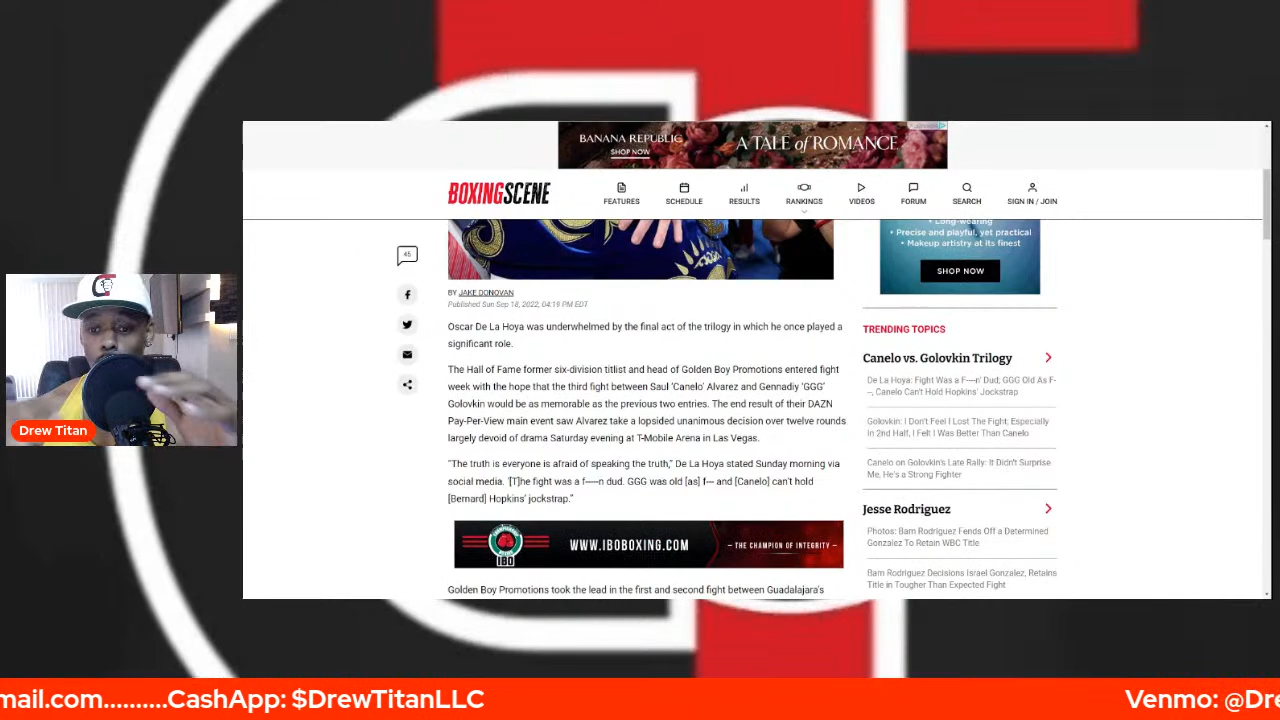 BANANA REPUBLIC
SHOP NOW
A TALE of ROMANCE
BOXINGSCENE
FEATURES
SCHEDULE
RESULTS
RANKINGS
VIDEOS
FORUM
SEARCH
SIGN IN / JOIN
45
• Precise and playful, yet practical
• Makeup artistry at its finest
SHOP NOW
BY JAKE DONOVAN
Published Sun Sep 18, 2022, 04:19 PM EDT
Oscar De La Hoya was underwhelmed by the final act of the trilogy in which he once played a
significant role.
The Hall of Fame former six-division titlist and head of Golden Boy Promotions entered fight
week with the hope that the third fight between Saul ‘Canelo’ Alvarez and Gennadiy ‘GGG’
Golovkin would be as memorable as the previous two entries. The end result of their DAZN
Pay-Per-View main event saw Alvarez take a lopsided unanimous decision over twelve rounds
largely devoid of drama Saturday evening at T-Mobile Arena in Las Vegas.
“The truth is everyone is afraid of speaking the truth,” De La Hoya stated Sunday morning via
social media. ‘[T]he fight was a f----n dud. GGG was old [as] f--- and [Canelo] can’t hold
[Bernard] Hopkins’ jockstrap.”
IBO
WWW.IBOBOXING.COM
– THE CHAMPION OF INTEGRITY –
Golden Boy Promotions took the lead in the first and second fight between Guadalajara’s
TRENDING TOPICS
Canelo vs. Golovkin Trilogy
De La Hoya: Fight Was a F----n' Dud; GGG Old As F-
--, Canelo Can't Hold Hopkins' Jockstrap
Golovkin: I Don't Feel I Lost The Fight; Especially
In 2nd Half, I Felt I Was Better Than Canelo
Canelo on Golovkin's Late Rally: It Didn't Surprise
Me, He's a Strong Fighter
Jesse Rodriguez
Photos: Bam Rodriguez Fends Off a Determined
Gonzalez To Retain WBC Title
Bam Rodriguez Decisions Israel Gonzalez, Retains
Title in Tougher Than Expected Fight
Drew Titan
mail.com..........CashApp: $DrewTitanLLC
Venmo: @Dre